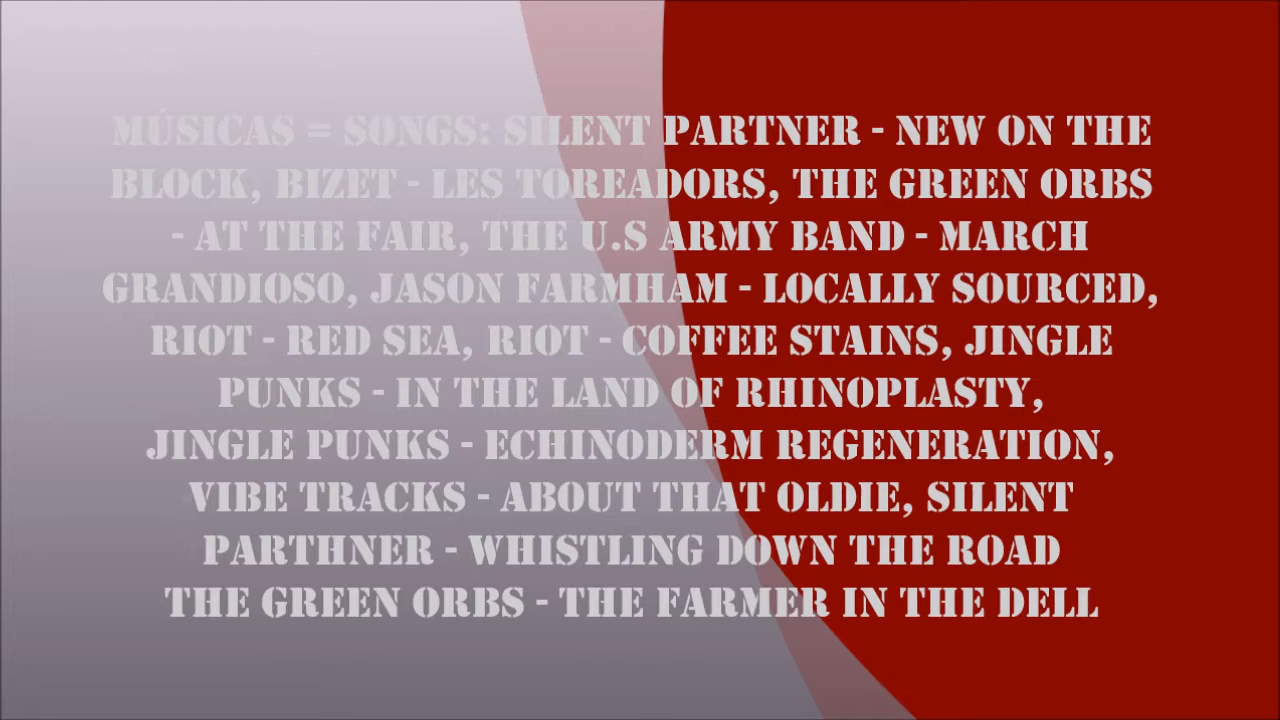 MÚSICAS = SONGS: SILENT PARTNER - NEW ON THE
BLOCK, BIZET - LES TOREADORS, THE GREEN ORBS
- AT THE FAIR, THE U.S ARMY BAND - MARCH
GRANDIOSO, JASON FARMHAM - LOCALLY SOURCED,
RIOT - RED SEA, RIOT - COFFEE STAINS, JINGLE
PUNKS - IN THE LAND OF RHINOPLASTY,
JINGLE PUNKS - ECHINODERM REGENERATION,
VIBE TRACKS - ABOUT THAT OLDIE, SILENT
PARTHNER - WHISTLING DOWN THE ROAD
THE GREEN ORBS - THE FARMER IN THE DELL